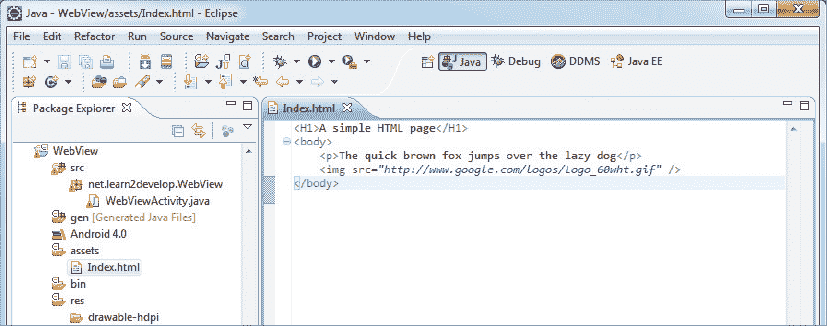 Java - WebView/assets/Index.html - Eclipse
File Edit Refactor Run Source Navigate Search Project Window Help
Java Debug DDMS Java EE
Package Explorer
WebView
src
net.learn2develop.WebView
WebViewActivity.java
gen [Generated Java Files]
Android 4.0
assets
Index.html
bin
res
drawable-hdpi
Index.html
<H1>A simple HTML page</H1>
<body>
<p>The quick brown fox jumps over the lazy dog</p>
<img src="http://www.google.com/logos/Logo_60wht.gif" />
</body>